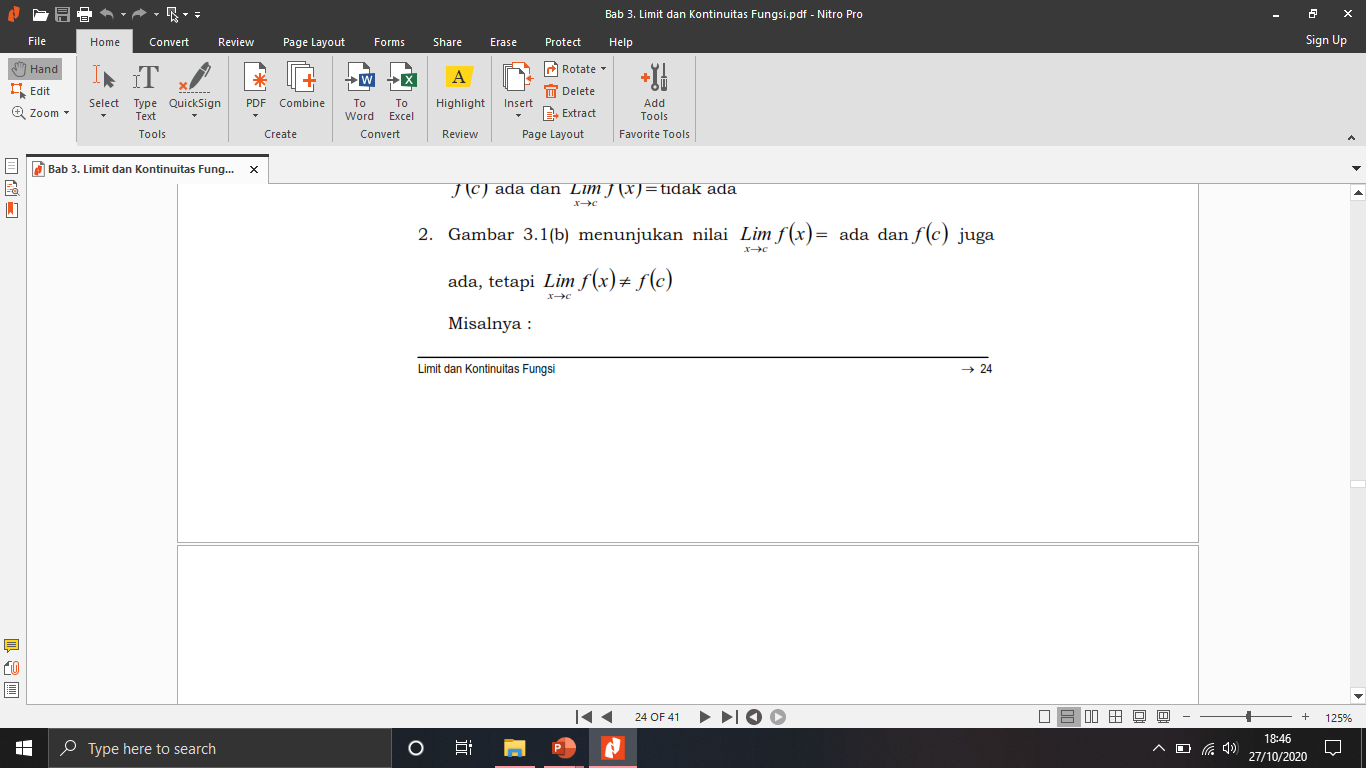 Bab 3. Limit dan Kontinuitas Fungsi.pdf - Nitro Pro
File Home Convert Review Page Layout Forms Share Erase Protect Help Sign Up
Hand
Edit
Zoom
Select
Type Text
QuickSign
Tools
PDF
Combine
Create
To Word
To Excel
Convert
Highlight
Review
Insert
Rotate
Delete
Extract
Page Layout
Add Tools
Favorite Tools
Bab 3. Limit dan Kontinuitas Fung...
f(c) ada dan Lim f(x) = tidak ada
x→c
2. Gambar 3.1(b) menunjukan nilai Lim f(x) = ada dan f(c) juga
x→c
ada, tetapi Lim f(x) ≠ f(c)
x→c
Misalnya :
Limit dan Kontinuitas Fungsi → 24
24 OF 41
125%
Type here to search
18:46
27/10/2020